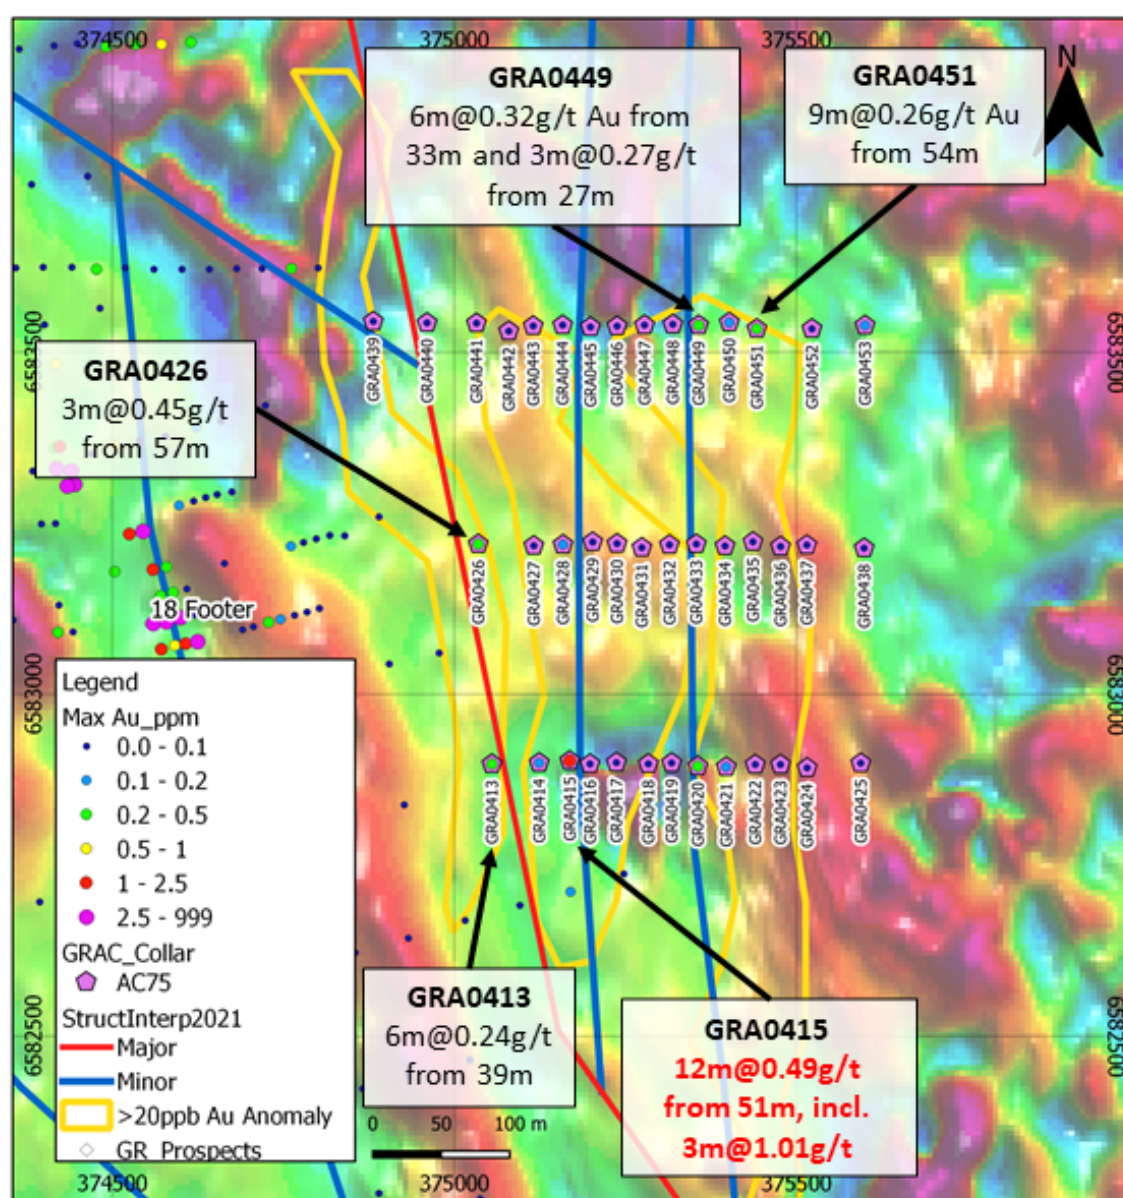 374500
375000
375500
GRA0449
6m@0.32g/t Au from
33m and 3m@0.27g/t
from 27m
GRA0451
9m@0.26g/t Au
from 54m
N
6583500
6583500
GRA0439
GRA0440
GRA0441
GRA0442
GRA0443
GRA0444
GRA0445
GRA0446
GRA0447
GRA0448
GRA0449
GRA0450
GRA0451
GRA0452
GRA0453
GRA0426
3m@0.45g/t
from 57m
GRA0426
GRA0427
GRA0428
GRA0429
GRA0430
GRA0431
GRA0432
GRA0433
GRA0434
GRA0435
GRA0436
GRA0437
GRA0438
18 Footer
6583000
6583000
Legend
Max Au_ppm
0.0 - 0.1
0.1 - 0.2
0.2 - 0.5
0.5 - 1
1 - 2.5
2.5 - 999
GRAC_Collar
AC75
StructInterp2021
Major
Minor
>20ppb Au Anomaly
GR_Prospects
GRA0413
GRA0414
GRA0415
GRA0416
GRA0417
GRA0418
GRA0419
GRA0420
GRA0421
GRA0422
GRA0423
GRA0424
GRA0425
GRA0413
6m@0.24g/t
from 39m
GRA0415
12m@0.49g/t
from 51m, incl.
3m@1.01g/t
6582500
6582500
0 50 100 m
374500
375000
375500